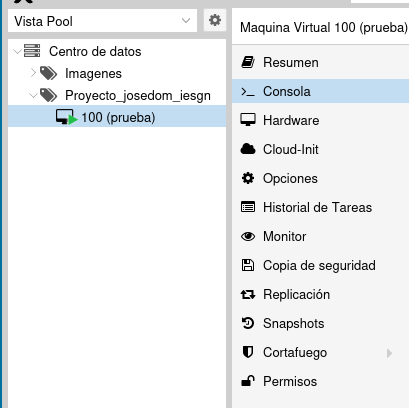 Vista Pool
Centro de datos
Imagenes
Proyecto_josedom_iesgn
100 (prueba)
Maquina Virtual 100 (prueba)
Resumen
Consola
Hardware
Cloud-Init
Opciones
Historial de Tareas
Monitor
Copia de seguridad
Replicación
Snapshots
Cortafuego
Permisos